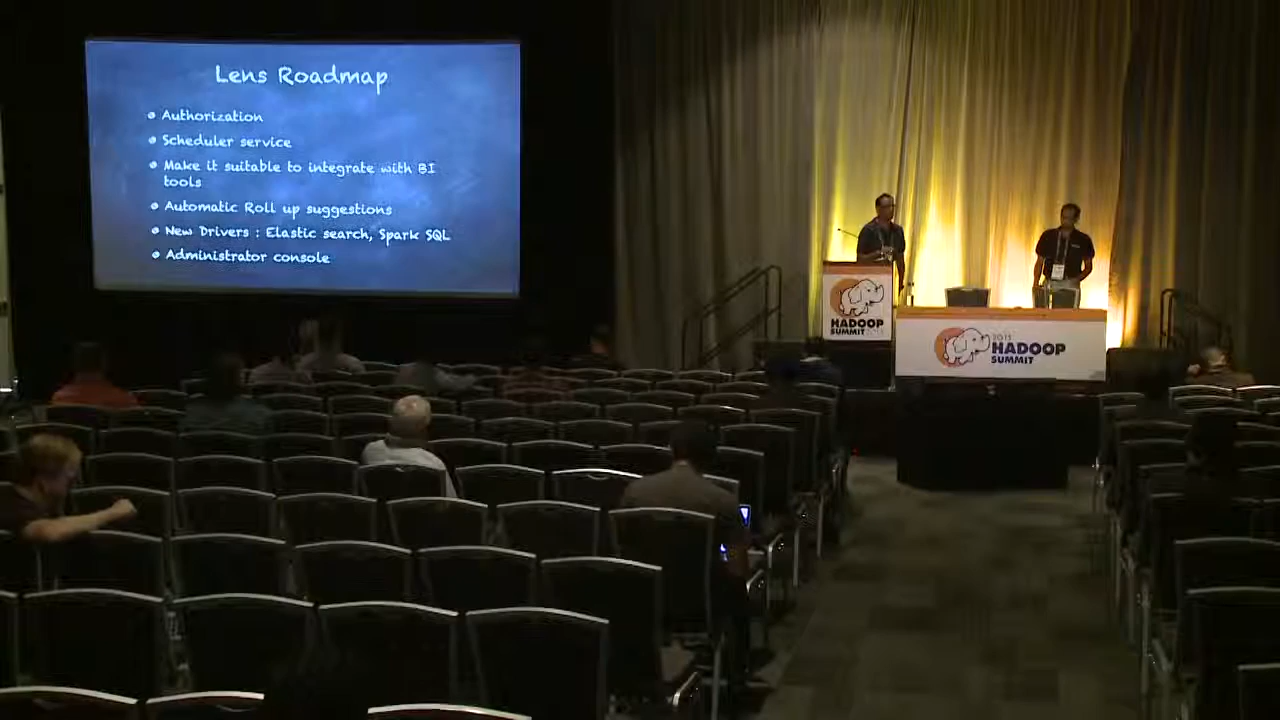 Lens Roadmap
Authorization
Scheduler service
Make it suitable to integrate with BI
tools
Automatic Roll up suggestions
New Drivers : Elastic search, Spark SQL
Administrator console
HADOOP
SUMMIT
HADOOP
SUMMIT